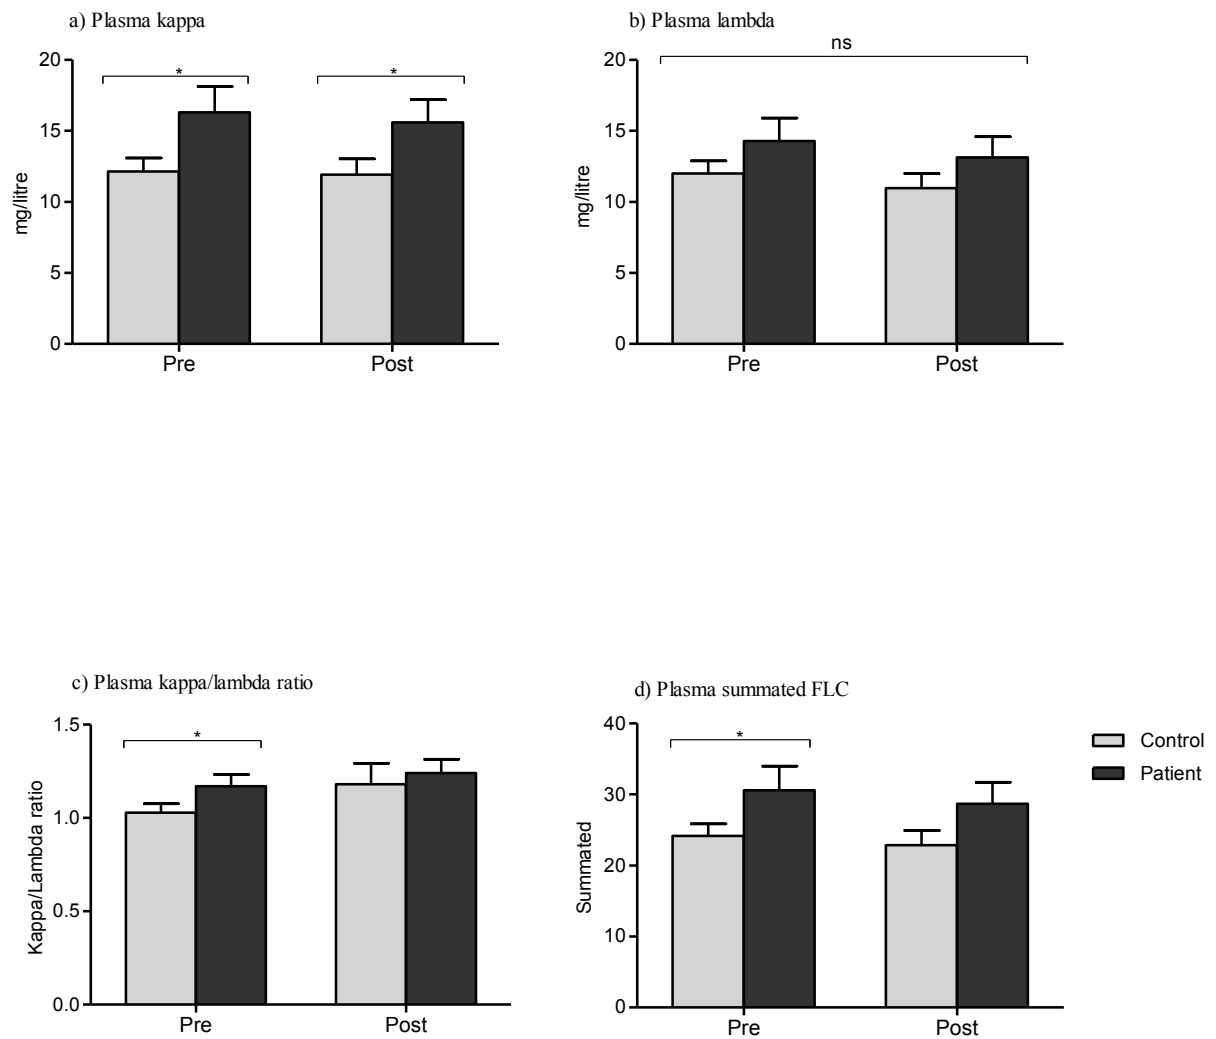 a) Plasma kappa
20
15
10
5
0
mg/litre
*
*
Pre
Post
b) Plasma lambda
20
15
10
5
0
mg/litre
ns
Pre
Post
c) Plasma kappa/lambda ratio
1.5
1.0
0.5
0.0
Kappa/Lambda ratio
*
Pre
Post
d) Plasma summated FLC
40
30
20
10
0
Summated
*
Pre
Post
Control
Patient